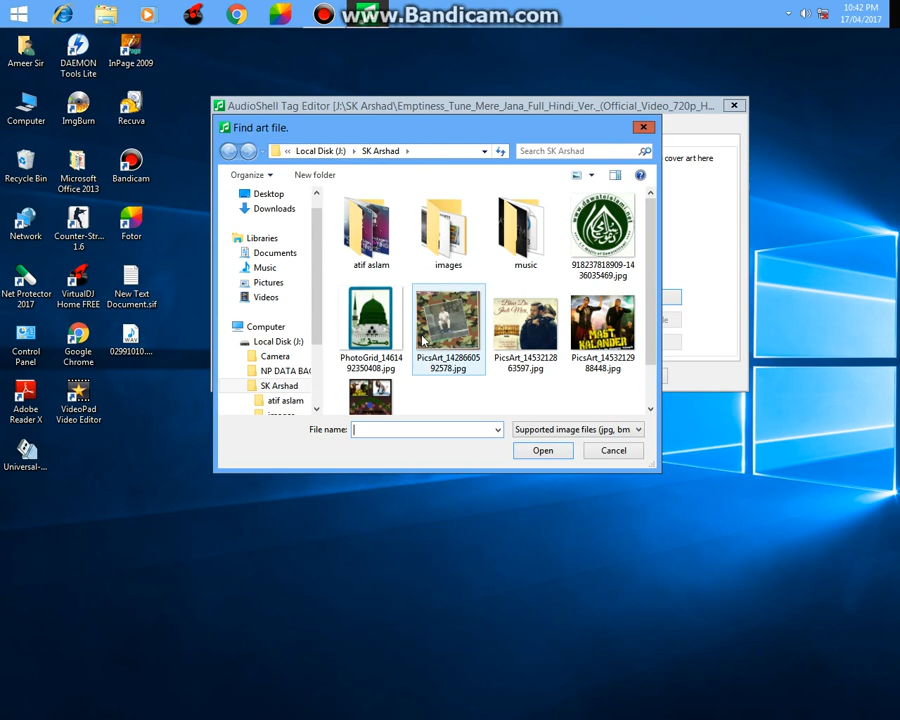 www.Bandicam.com
10:42 PM
17/04/2017
Ameer Sir
DAEMON
Tools Lite
InPage 2009
Computer
ImgBurn
Recuva
Recycle Bin
Microsoft
Office 2013
Bandicam
Network
Counter-Str...
1.6
Fotor
Net Protector
2017
VirtualDJ
Home FREE
New Text
Document.sif
Control
Panel
Google
Chrome
02991010....
Adobe
Reader X
VideoPad
Video Editor
Universal-...
AudioShell Tag Editor [J:\SK Arshad\Emptiness_Tune_Mere_Jana_Full_Hindi_Ver._(Official_Video_720p_H...
cover art here
Find art file.
« Local Disk (J:) SK Arshad
Search SK Arshad
Organize
New folder
Desktop
Downloads
Libraries
Documents
Music
Pictures
Videos
Computer
Local Disk (J:)
Camera
NP DATA BAC
SK Arshad
atif aslam
atif aslam
images
music
918237818909-14
36035469.jpg
PhotoGrid_14614
92350408.jpg
PicsArt_14286605
92578.jpg
PicsArt_14532128
63597.jpg
PicsArt_14532129
88448.jpg
MAST
KALANDER
File name:
Supported image files (jpg, bm
Open
Cancel